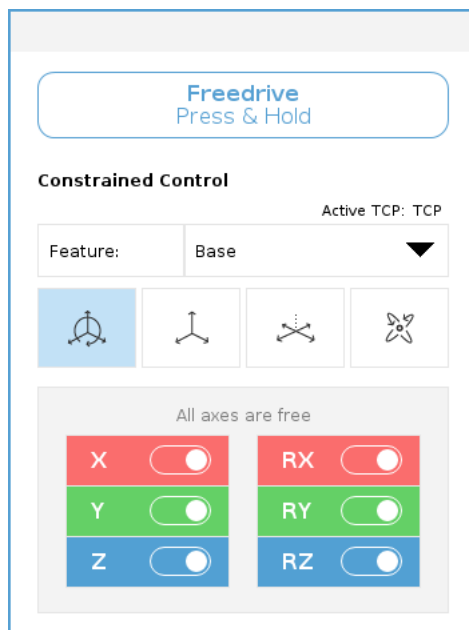 Freedrive
Press & Hold
Constrained Control
Active TCP: TCP
Feature: Base
All axes are free
X RX
Y RY
Z RZ